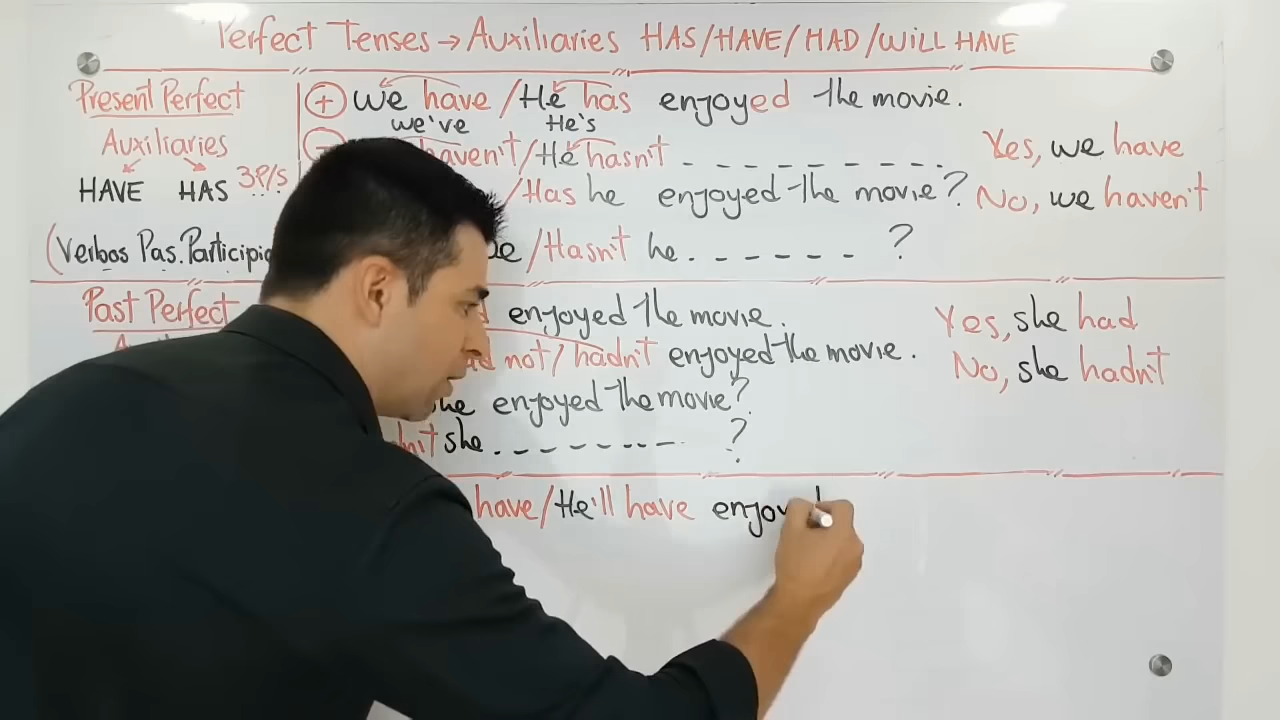 Perfect Tenses → Auxiliaries HAS/HAVE/HAD/WILL HAVE
Present Perfect
Auxiliaries
HAVE HAS 3ªP/S
(Verbos Pas. Participio
+ We have / He has enjoyed the movie.
we've He's
- haven't / He hasn't _ _ _ _ _ _ _ _ _ .
/ Has he enjoyed the movie?
/ Hasn't he. _ _ _ _ _ _ ?
Yes, we have
No, we haven't
Past Perfect
enjoyed the movie.
not / hadn't enjoyed the movie.
enjoyed the movie?
she. _ _ _ _ _ _ _ ?
Yes, she had
No, she hadn't
have / He'll have